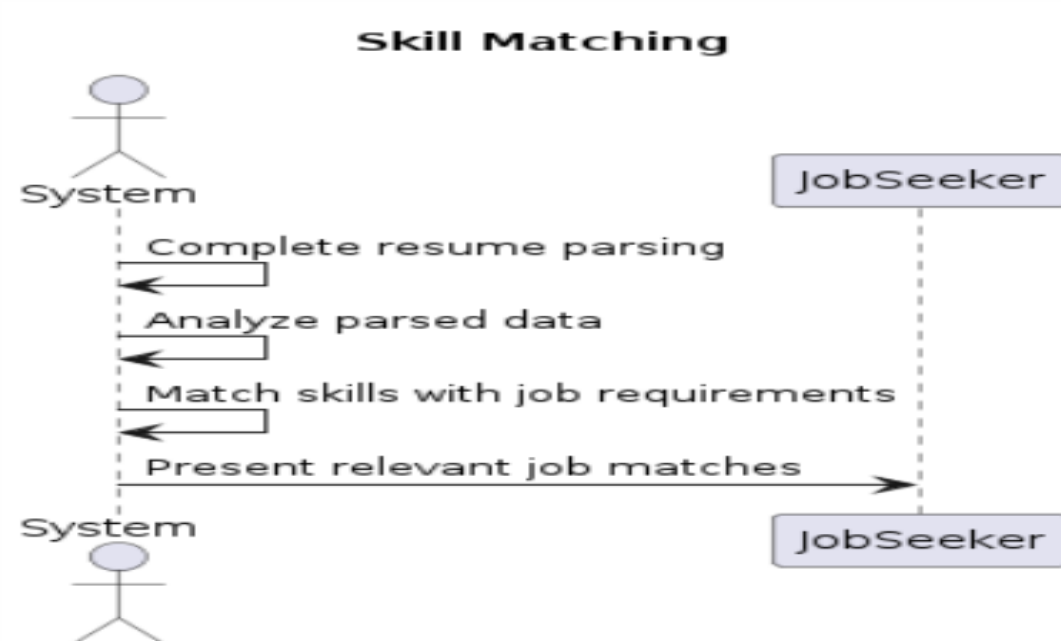 Skill Matching
System
JobSeeker
Complete resume parsing
Analyze parsed data
Match skills with job requirements
Present relevant job matches
System
JobSeeker